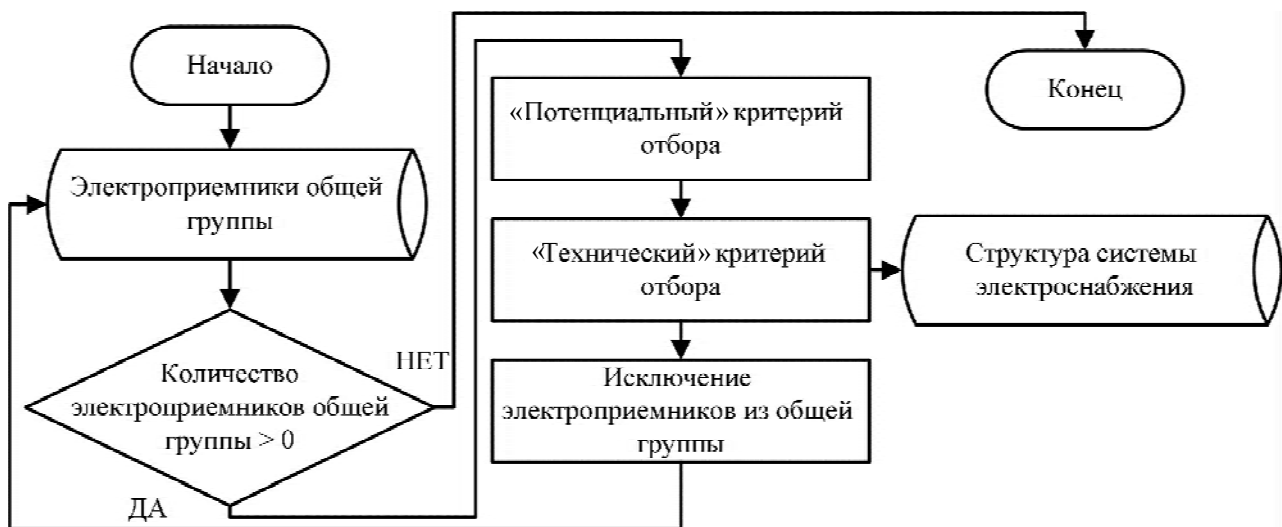 Начало
Электроприемники общей
группы
Количество
электроприемников общей
группы > 0
НЕТ
ДА
«Потенциальный» критерий
отбора
«Технический» критерий
отбора
Исключение
электроприемников из общей
группы
Структура системы
электроснабжения
Конец